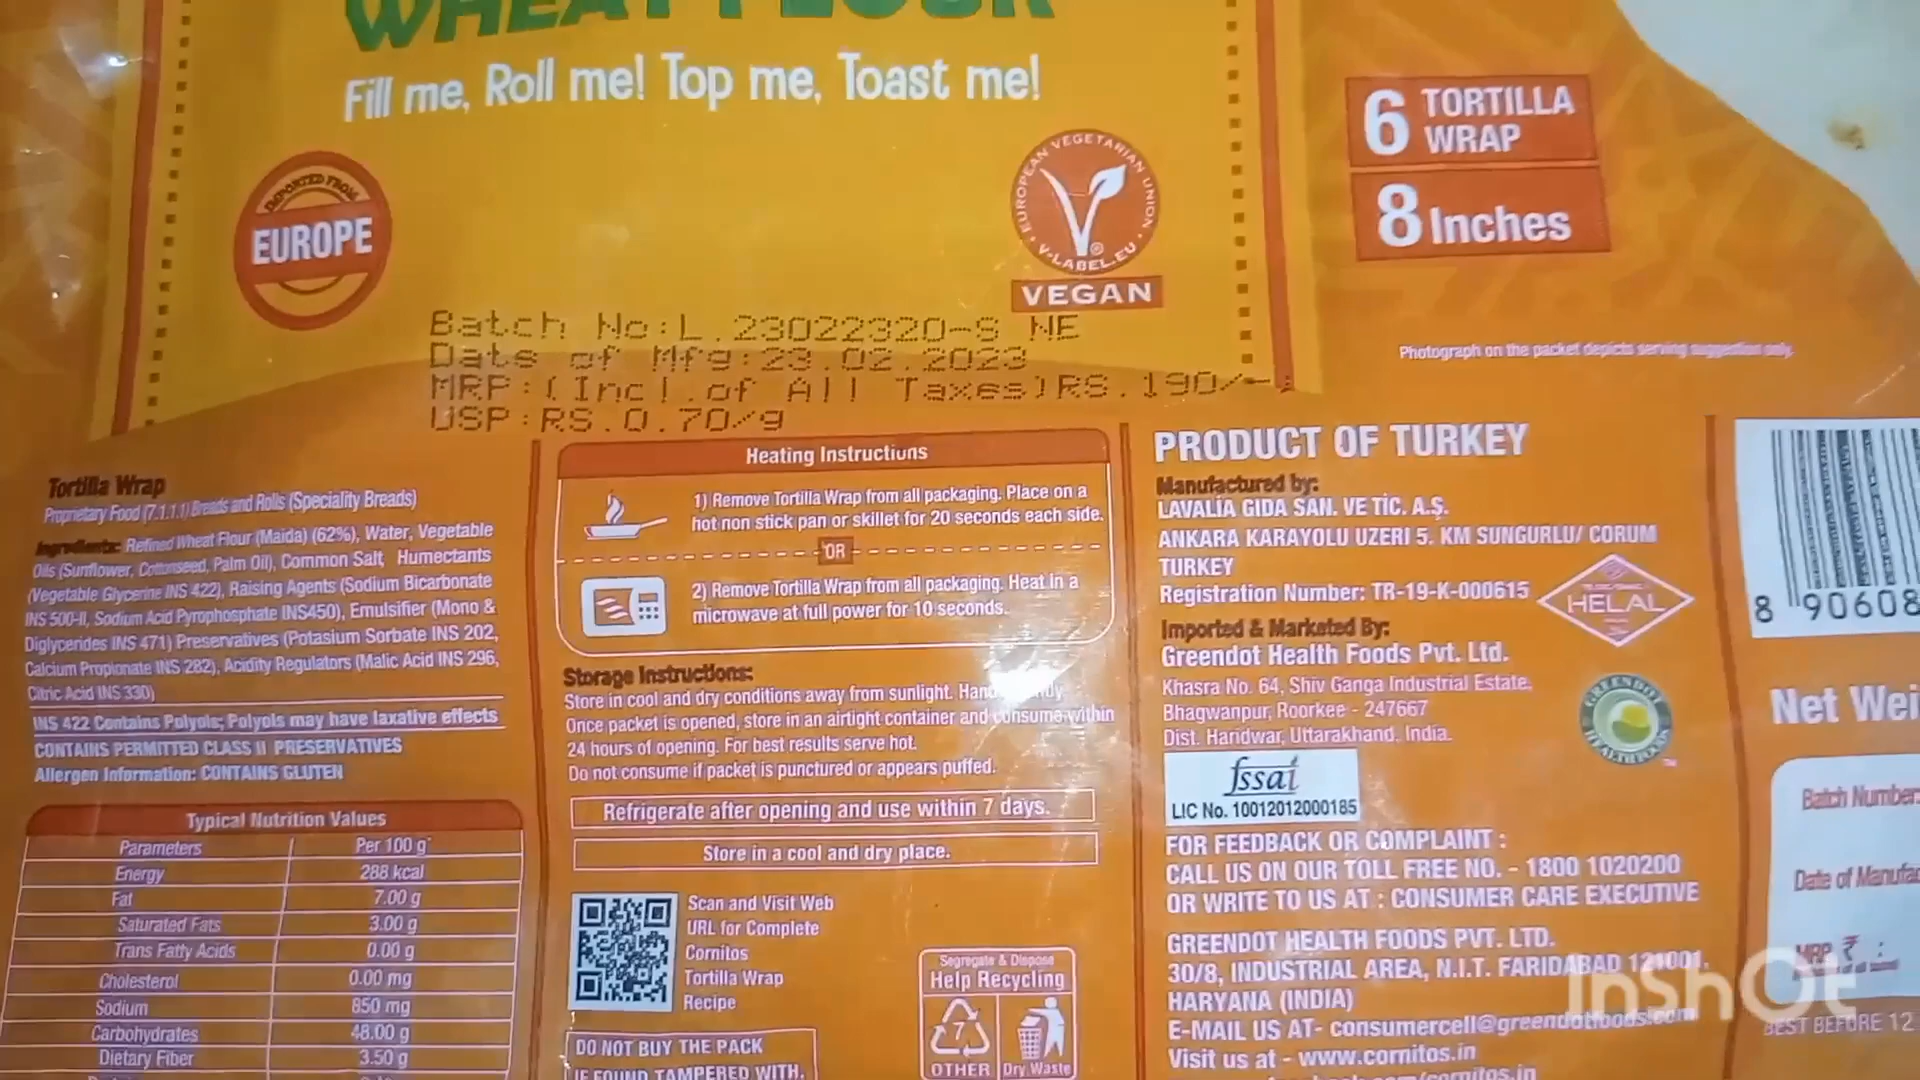 WHEAT FLOUR
Fill me, Roll me! Top me, Toast me!
IMPORTED FROM
EUROPE
EUROPEAN VEGETARIAN UNION
V-LABEL.EU
VEGAN
6 TORTILLA
WRAP
8 Inches
Photograph on the packet depicts serving suggestion only.
Batch No:L.23022320-S NE
Date of Mfg:23.02.2023
MRP:(Incl.of All Taxes)RS.190/-
USP:RS.0.70/g
Tortilla Wrap
Proprietary Food (7.1.1.1) Breads and Rolls (Speciality Breads)
Ingredients: Refined Wheat Flour (Maida) (62%), Water, Vegetable
Oils (Sunflower, Cottonseed, Palm Oil), Common Salt, Humectants
(Vegetable Glycerine INS 422), Raising Agents (Sodium Bicarbonate
INS 500-II, Sodium Acid Pyrophosphate INS450), Emulsifier (Mono &
Diglycerides INS 471) Preservatives (Potasium Sorbate INS 202,
Calcium Propionate INS 282), Acidity Regulators (Malic Acid INS 296,
Citric Acid INS 330)
INS 422 Contains Polyols; Polyols may have laxative effects
CONTAINS PERMITTED CLASS II PRESERVATIVES
Allergen Information: CONTAINS GLUTEN
Typical Nutrition Values
Parameters Per 100 g
Energy 288 kcal
Fat 7.00 g
Saturated Fats 3.00 g
Trans Fatty Acids 0.00 g
Cholesterol 0.00 mg
Sodium 850 mg
Carbohydrates 48.00 g
Dietary Fiber 3.50 g
Heating Instructions
1) Remove Tortilla Wrap from all packaging. Place on a
hot non stick pan or skillet for 20 seconds each side.
OR
2) Remove Tortilla Wrap from all packaging. Heat in a
microwave at full power for 10 seconds.
Storage Instructions:
Store in cool and dry conditions away from sunlight.
Once packet is opened, store in an airtight container and consume within
24 hours of opening. For best results serve hot.
Do not consume if packet is punctured or appears puffed.
Refrigerate after opening and use within 7 days.
Store in a cool and dry place.
Scan and Visit Web
URL for Complete
Cornitos
Tortilla Wrap
Recipe
DO NOT BUY THE PACK
IF FOUND TAMPERED WITH.
Segregate & Dispose
Help Recycling
7
OTHER Dry Waste
PRODUCT OF TURKEY
Manufactured by:
LAVALİA GIDA SAN. VE TİC. A.Ş.
ANKARA KARAYOLU UZERI 5. KM SUNGURLU/ CORUM
TURKEY
Registration Number: TR-19-K-000615
HELAL
Imported & Marketed By:
Greendot Health Foods Pvt. Ltd.
Khasra No. 64, Shiv Ganga Industrial Estate,
Bhagwanpur, Roorkee - 247667
Dist. Haridwar, Uttarakhand, India.
GREENDOT
HEALTH FOODS
fssai
LIC No. 10012012000185
FOR FEEDBACK OR COMPLAINT :
CALL US ON OUR TOLL FREE NO. - 1800 1020200
OR WRITE TO US AT : CONSUMER CARE EXECUTIVE
GREENDOT HEALTH FOODS PVT. LTD.
30/8, INDUSTRIAL AREA, N.I.T. FARIDABAD 121001.
HARYANA (INDIA)
E-MAIL US AT- consumercell@greendotfoods.com
Visit us at - www.cornitos.in
8 90608
Net Wei
Batch Number
Date of Manufac
MRP ₹ :
BEST BEFORE 12
InShOt